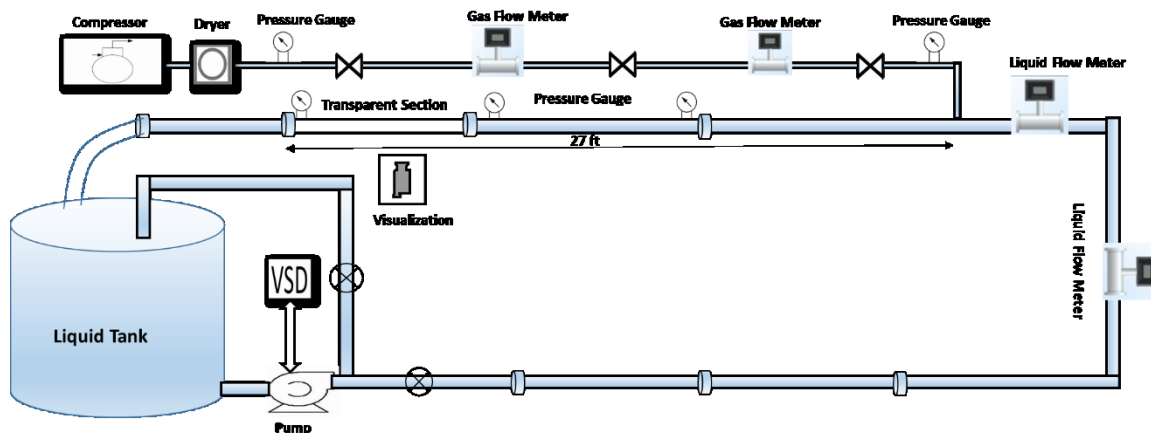 Compressor
Dryer
Pressure Gauge
Gas Flow Meter
Gas Flow Meter
Pressure Gauge
Liquid Flow Meter
Transparent Section
Pressure Gauge
27 ft
Visualization
Liquid Flow Meter
VSD
Liquid Tank
Pump